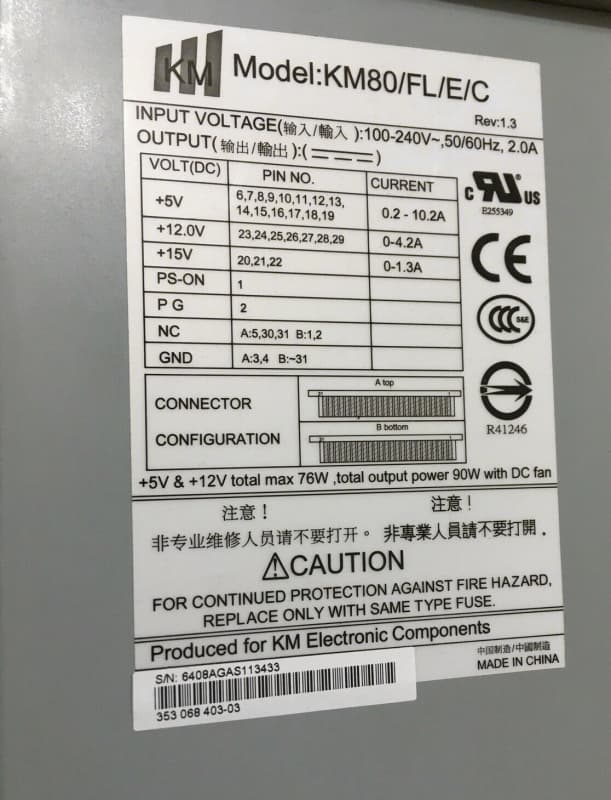 KM Model:KM80/FL/E/C
Rev:1.3
INPUT VOLTAGE(输入/輸入):100-240V~,50/60Hz, 2.0A
OUTPUT(输出/輸出):(⎓)
VOLT(DC) PIN NO. CURRENT
+5V 6,7,8,9,10,11,12,13,
14,15,16,17,18,19 0.2 - 10.2A
+12.0V 23,24,25,26,27,28,29 0-4.2A
+15V 20,21,22 0-1.3A
PS-ON 1
P G 2
NC A:5,30,31 B:1,2
GND A:3,4 B:~31
c RU US
E255349
CE
CCC S&E
R41246
CONNECTOR
CONFIGURATION
A top
B bottom
+5V & +12V total max 76W ,total output power 90W with DC fan
注意！ 注意！
非专业维修人员请不要打开。 非專業人員請不要打開.
⚠CAUTION
FOR CONTINUED PROTECTION AGAINST FIRE HAZARD,
REPLACE ONLY WITH SAME TYPE FUSE.
Produced for KM Electronic Components
中国制造/中國制造
MADE IN CHINA
S/N: 6408AGAS113433
353 068 403-03